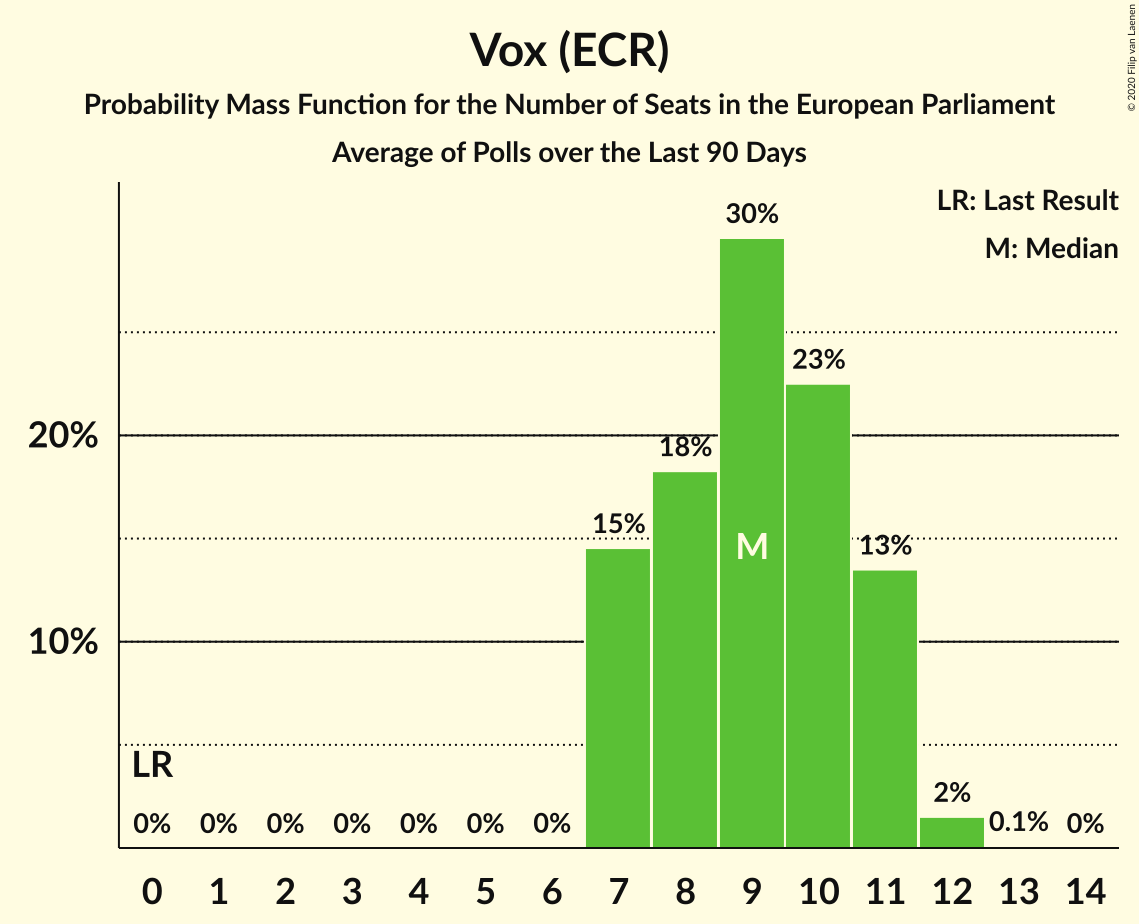 Vox (ECR)
Probability Mass Function for the Number of Seats in the European Parliament
Average of Polls over the Last 90 Days
© 2020 Filip van Laenen
LR: Last Result
M: Median
30%
23%
20%
18%
15%
M
13%
10%
LR
0% 0% 0% 0% 0% 0% 0% 2% 0.1% 0%
0 1 2 3 4 5 6 7 8 9 10 11 12 13 14